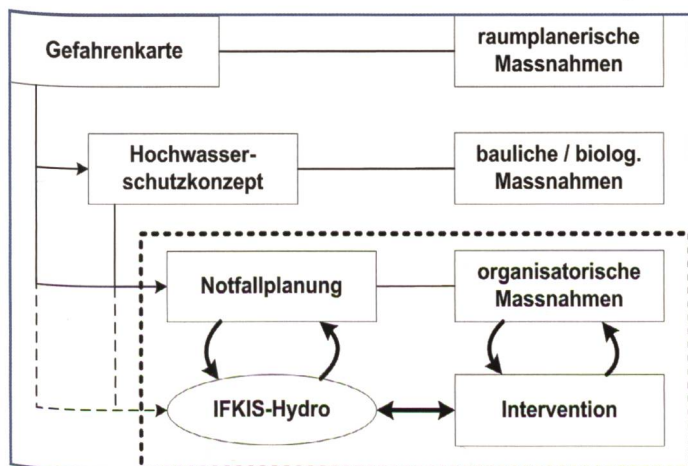 Gefahrenkarte
raumplanerische
Massnahmen
Hochwasser-
schutzkonzept
bauliche / biolog.
Massnahmen
Notfallplanung
organisatorische
Massnahmen
IFKIS-Hydro
Intervention